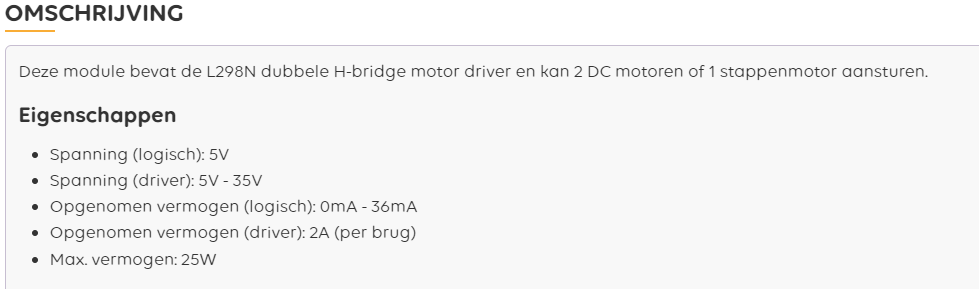 OMSCHRIJVING
Deze module bevat de L298N dubbele H-bridge motor driver en kan 2 DC motoren of 1 stappenmotor aansturen.
Eigenschappen
• Spanning (logisch): 5V
• Spanning (driver): 5V - 35V
• Opgenomen vermogen (logisch): 0mA - 36mA
• Opgenomen vermogen (driver): 2A (per brug)
• Max. vermogen: 25W